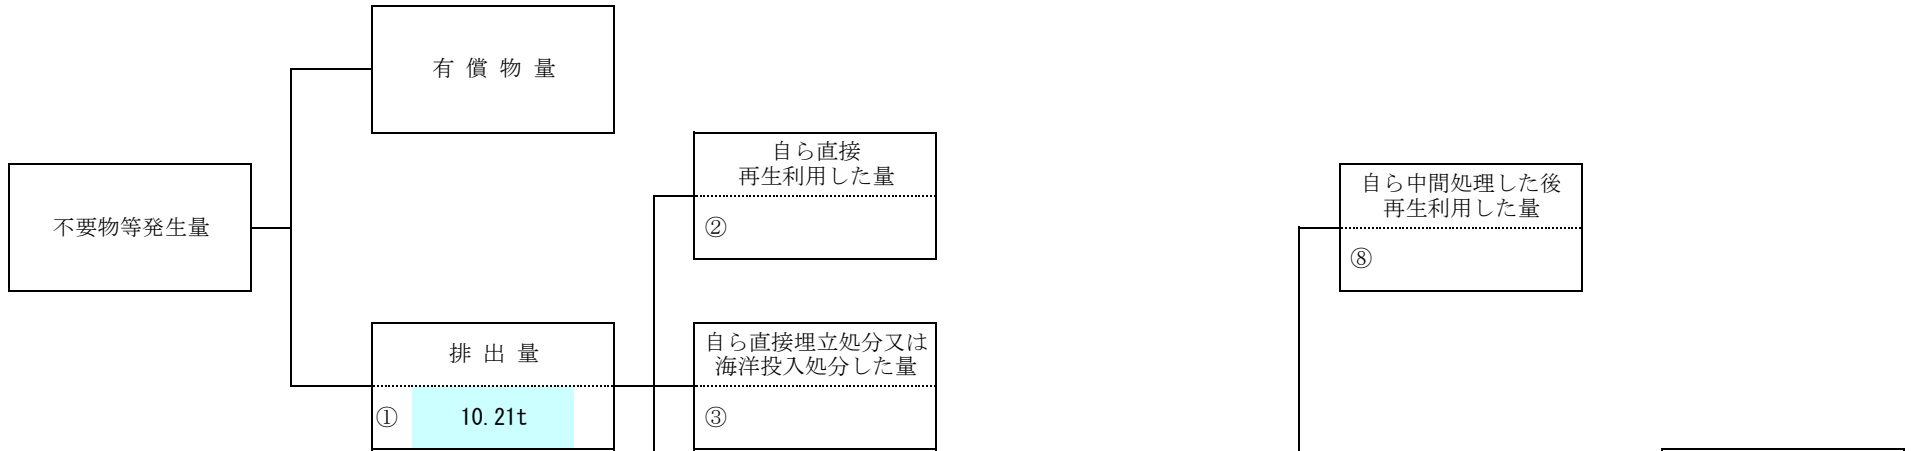 有 償 物 量
自ら直接
再生利用した量
②
自ら中間処理した後
再生利用した量
⑧
不要物等発生量
排 出 量
① 10.21t
自ら直接埋立処分又は
海洋投入処分した量
③